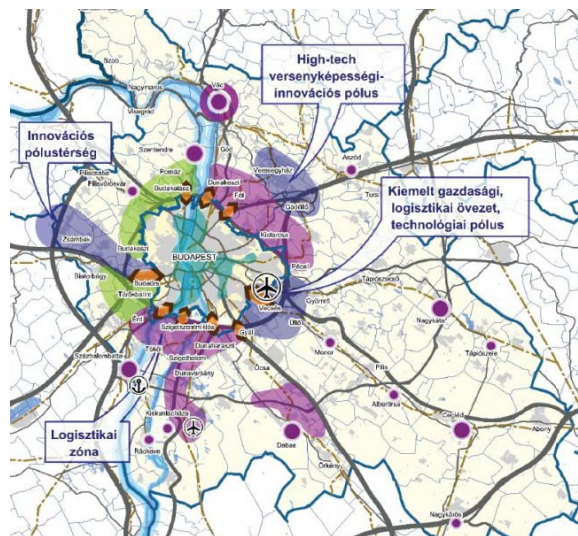 High-tech
versenyképességi-
innovációs pólus
Innovációs
pólustérség
Kiemelt gazdasági,
logisztikai övezet,
technológiai pólus
Logisztikai
zóna
Szob
Nagymaros
Visegrád
Vác
Szentendre
Göd
Pomáz
Budakalász
Dunakeszi
Fót
Veresegyház
Gödöllő
Aszód
Tura
Piliscsaba
Pilisvörösvár
Kistarcsa
Pécel
Zsámbék
Budakeszi
BUDAPEST
Biatorbágy
Budaörs
Törökbálint
Vecsés
Gyömrő
Tápiószecső
Üllő
Nagykáta
Érd
Szigetszentmiklós
Gyál
Tököl
Dunaharaszti
Szigethalom
Százhalombatta
Dunavarsány
Ócsa
Monor
Pilis
Tápiószele
Albertirsa
Cegléd
Abony
Kiskunlacháza
Ráckeve
Dabas
Örkény
Nagykőrös